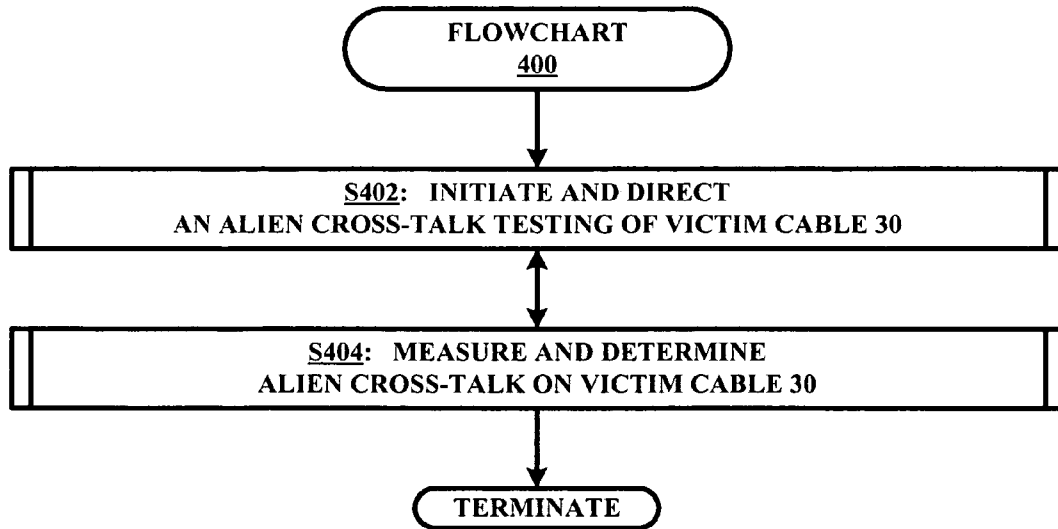 FLOWCHART
400
S402: INITIATE AND DIRECT
AN ALIEN CROSS-TALK TESTING OF VICTIM CABLE 30
S404: MEASURE AND DETERMINE
ALIEN CROSS-TALK ON VICTIM CABLE 30
TERMINATE